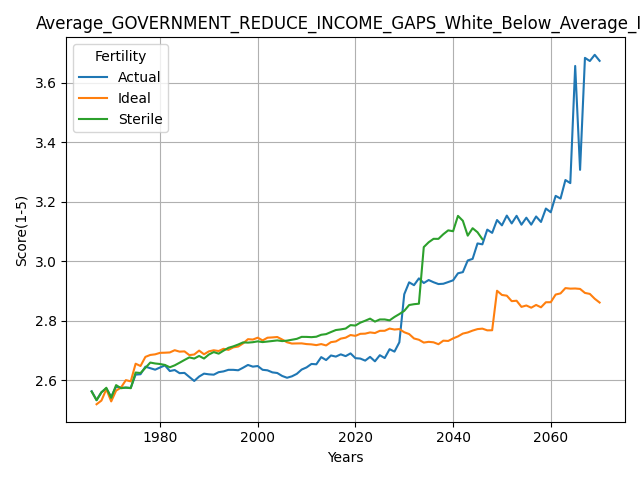 Average_GOVERNMENT_REDUCE_INCOME_GAPS_White_Below_Average_I
Fertility
Actual
Ideal
Sterile
Score(1-5)
3.6
3.4
3.2
3.0
2.8
2.6
1980 2000 2020 2040 2060
Years